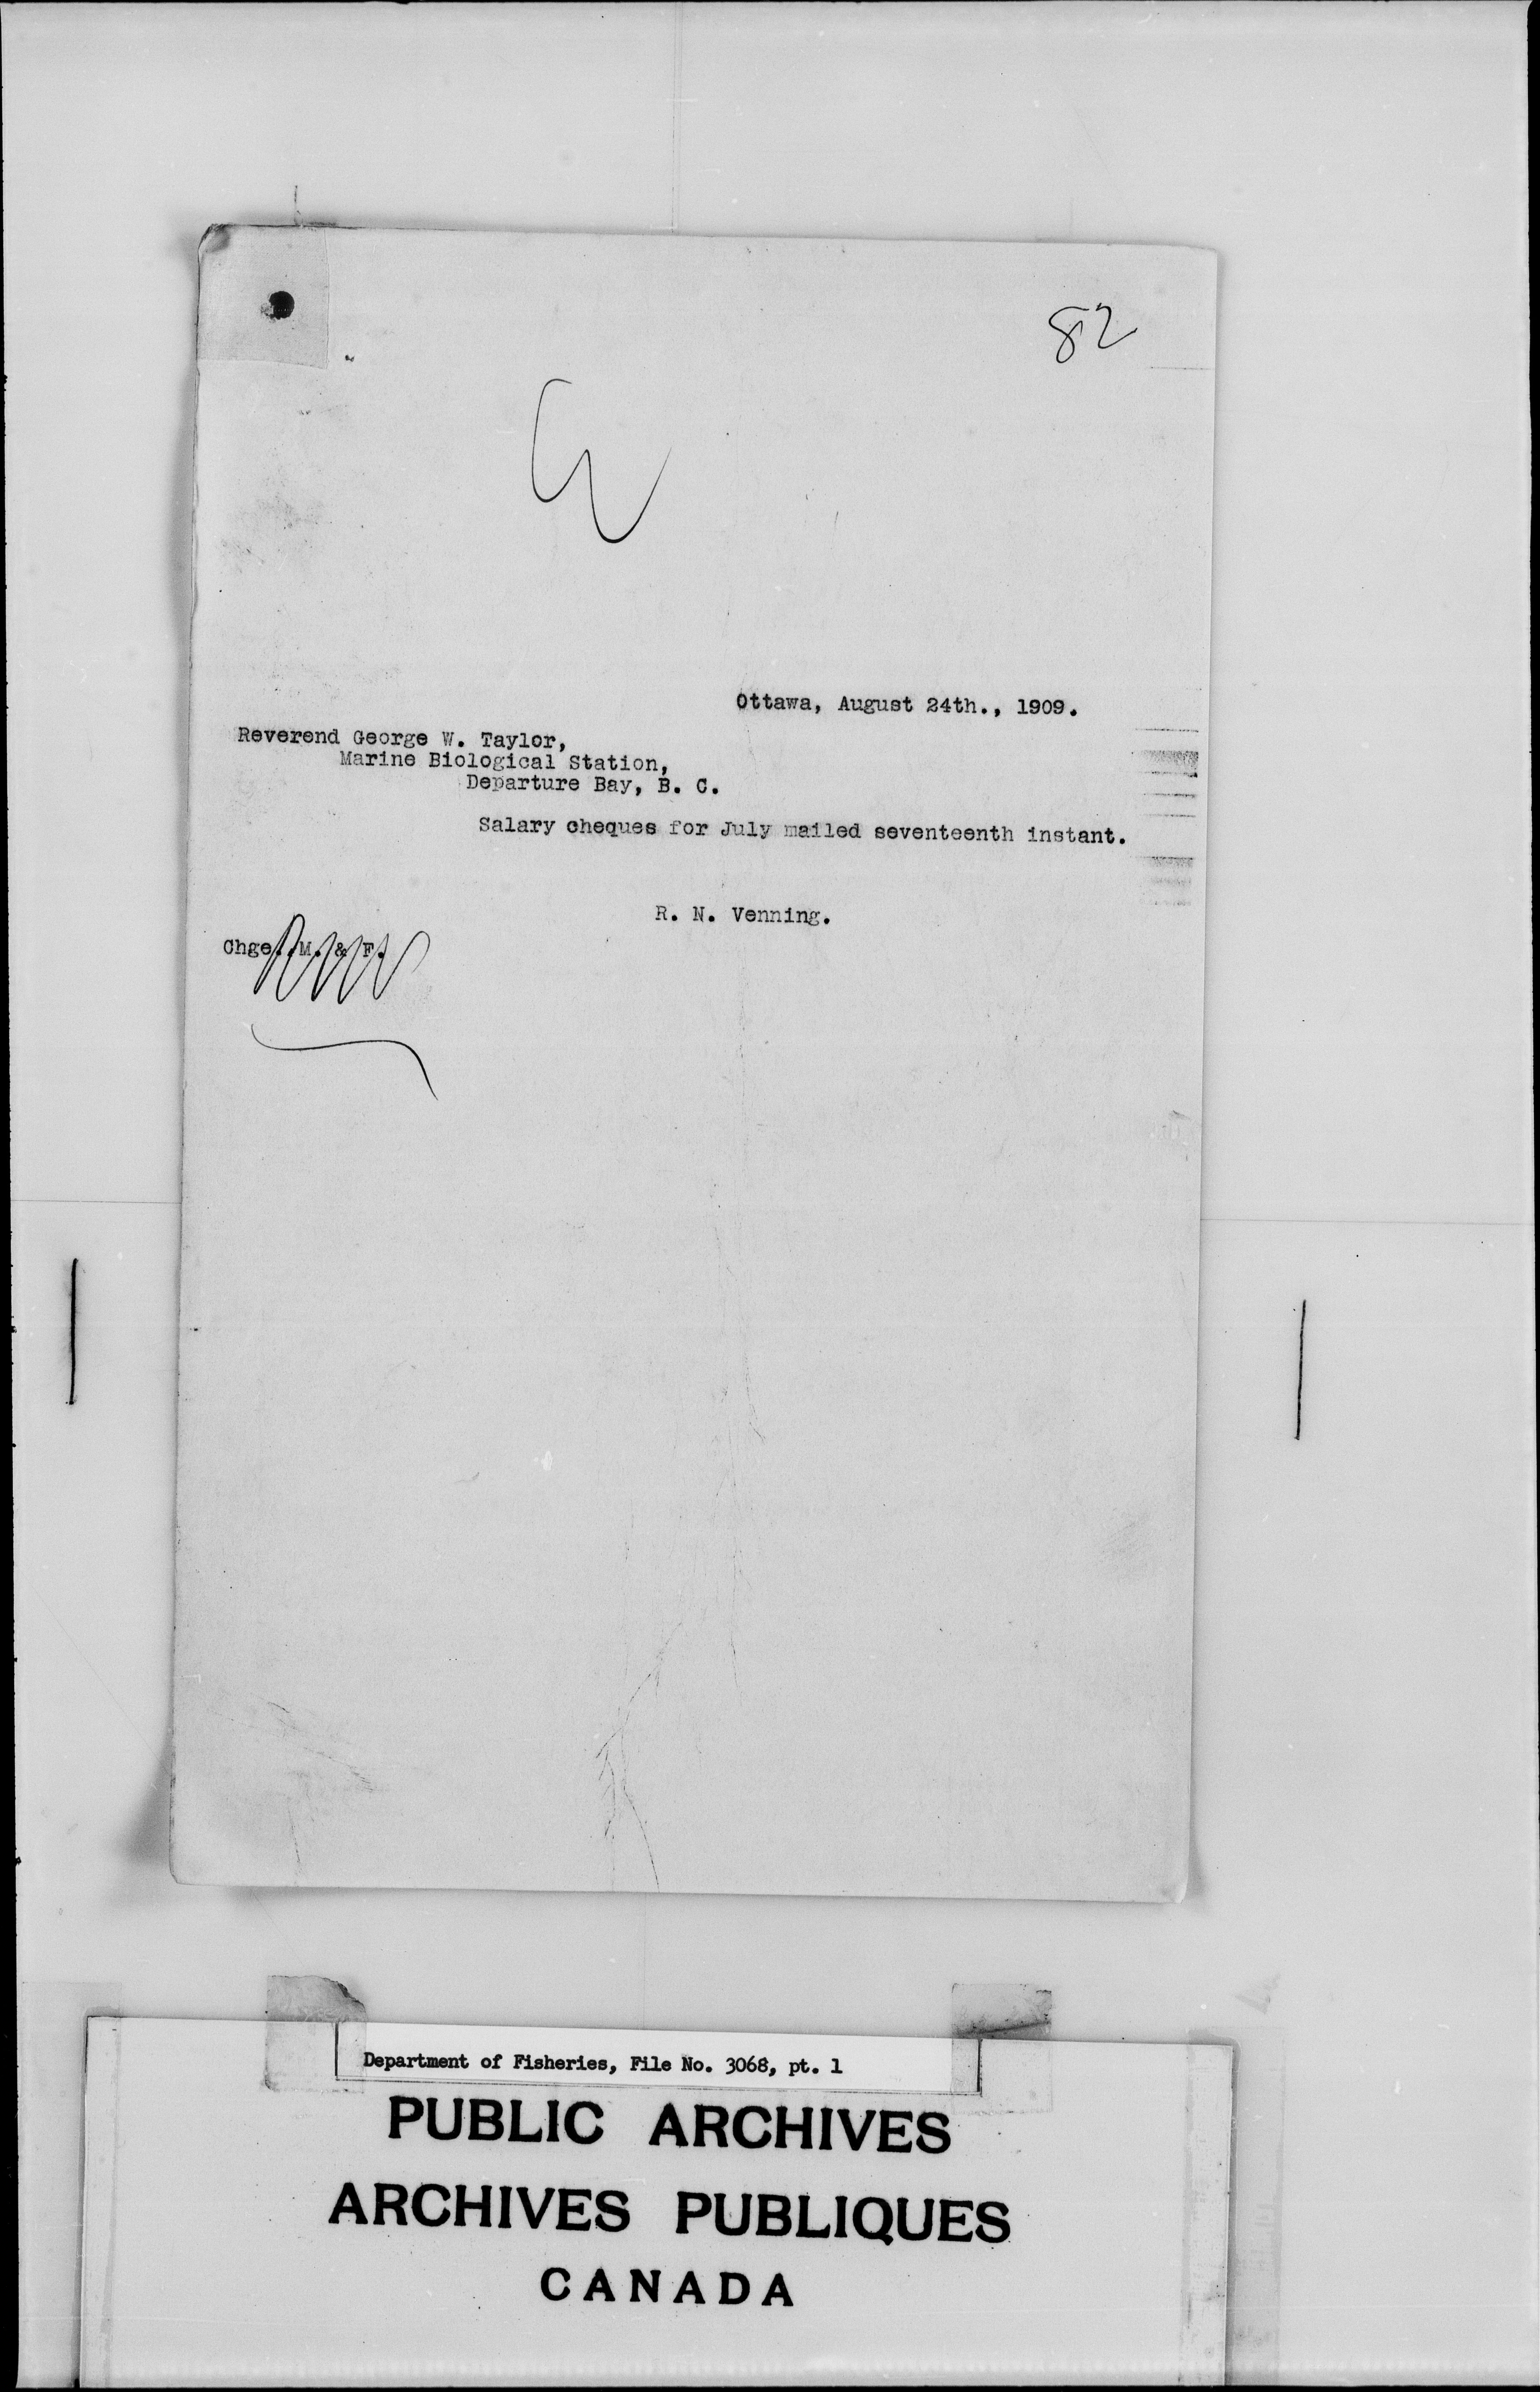 82
Ottawa, August 24th., 1909.
Reverend George W. Taylor,
Marine Biological Station,
Departure Bay, B. C.
Salary cheques for July mailed seventeenth instant.
R. N. Venning.
Chge. M. & F.
Department of Fisheries, File No. 3068, pt. 1
PUBLIC ARCHIVES
ARCHIVES PUBLIQUES
CANADA